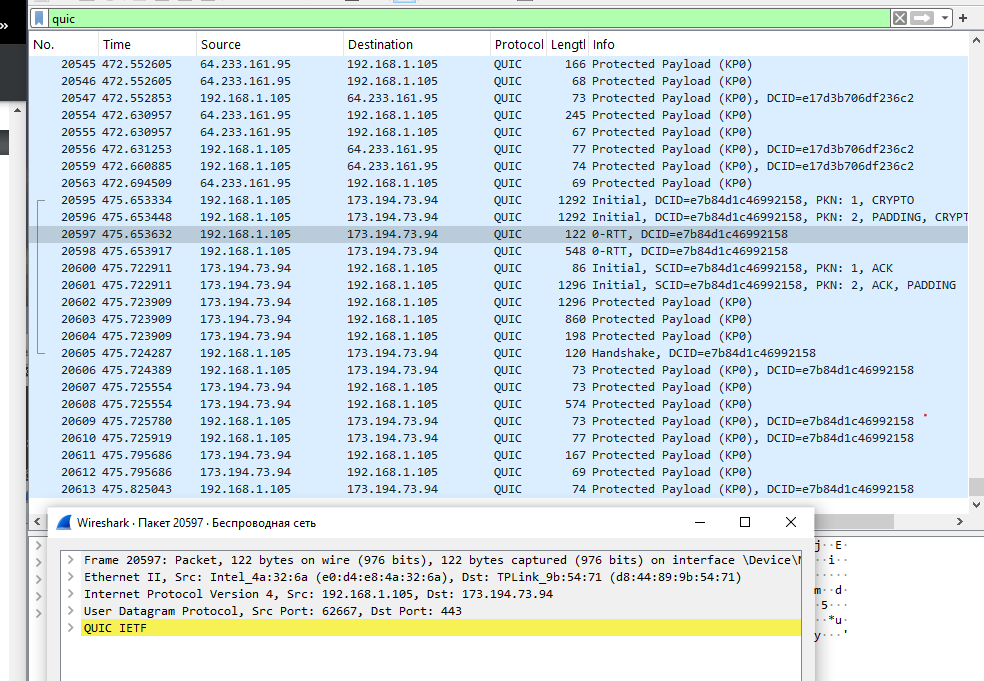 »
quic
No. Time Source Destination Protocol Lengtl Info
20545 472.552605 64.233.161.95 192.168.1.105 QUIC 166 Protected Payload (KP0)
20546 472.552605 64.233.161.95 192.168.1.105 QUIC 68 Protected Payload (KP0)
20547 472.552853 192.168.1.105 64.233.161.95 QUIC 73 Protected Payload (KP0), DCID=e17d3b706df236c2
20554 472.630957 64.233.161.95 192.168.1.105 QUIC 245 Protected Payload (KP0)
20555 472.630957 64.233.161.95 192.168.1.105 QUIC 67 Protected Payload (KP0)
20556 472.631253 192.168.1.105 64.233.161.95 QUIC 77 Protected Payload (KP0), DCID=e17d3b706df236c2
20559 472.660885 192.168.1.105 64.233.161.95 QUIC 74 Protected Payload (KP0), DCID=e17d3b706df236c2
20563 472.694509 64.233.161.95 192.168.1.105 QUIC 69 Protected Payload (KP0)
20595 475.653334 192.168.1.105 173.194.73.94 QUIC 1292 Initial, DCID=e7b84d1c46992158, PKN: 1, CRYPTO
20596 475.653448 192.168.1.105 173.194.73.94 QUIC 1292 Initial, DCID=e7b84d1c46992158, PKN: 2, PADDING, CRYPT
20597 475.653632 192.168.1.105 173.194.73.94 QUIC 122 0-RTT, DCID=e7b84d1c46992158
20598 475.653917 192.168.1.105 173.194.73.94 QUIC 548 0-RTT, DCID=e7b84d1c46992158
20600 475.722911 173.194.73.94 192.168.1.105 QUIC 86 Initial, SCID=e7b84d1c46992158, PKN: 1, ACK
20601 475.722911 173.194.73.94 192.168.1.105 QUIC 1296 Initial, SCID=e7b84d1c46992158, PKN: 2, ACK, PADDING
20602 475.723909 173.194.73.94 192.168.1.105 QUIC 1296 Protected Payload (KP0)
20603 475.723909 173.194.73.94 192.168.1.105 QUIC 860 Protected Payload (KP0)
20604 475.723909 173.194.73.94 192.168.1.105 QUIC 198 Protected Payload (KP0)
20605 475.724287 192.168.1.105 173.194.73.94 QUIC 120 Handshake, DCID=e7b84d1c46992158
20606 475.724389 192.168.1.105 173.194.73.94 QUIC 73 Protected Payload (KP0), DCID=e7b84d1c46992158
20607 475.725554 173.194.73.94 192.168.1.105 QUIC 73 Protected Payload (KP0)
20608 475.725554 173.194.73.94 192.168.1.105 QUIC 574 Protected Payload (KP0)
20609 475.725780 192.168.1.105 173.194.73.94 QUIC 73 Protected Payload (KP0), DCID=e7b84d1c46992158
20610 475.725919 192.168.1.105 173.194.73.94 QUIC 77 Protected Payload (KP0), DCID=e7b84d1c46992158
20611 475.795686 173.194.73.94 192.168.1.105 QUIC 167 Protected Payload (KP0)
20612 475.795686 173.194.73.94 192.168.1.105 QUIC 69 Protected Payload (KP0)
20613 475.825043 192.168.1.105 173.194.73.94 QUIC 74 Protected Payload (KP0), DCID=e7b84d1c46992158
Wireshark · Пакет 20597 · Беспроводная сеть
Frame 20597: Packet, 122 bytes on wire (976 bits), 122 bytes captured (976 bits) on interface \Device\
Ethernet II, Src: Intel_4a:32:6a (e0:d4:e8:4a:32:6a), Dst: TPLink_9b:54:71 (d8:44:89:9b:54:71)
Internet Protocol Version 4, Src: 192.168.1.105, Dst: 173.194.73.94
User Datagram Protocol, Src Port: 62667, Dst Port: 443
QUIC IETF
j··E·
··i··
·····
m··d·
·5···
··*u·
y··'